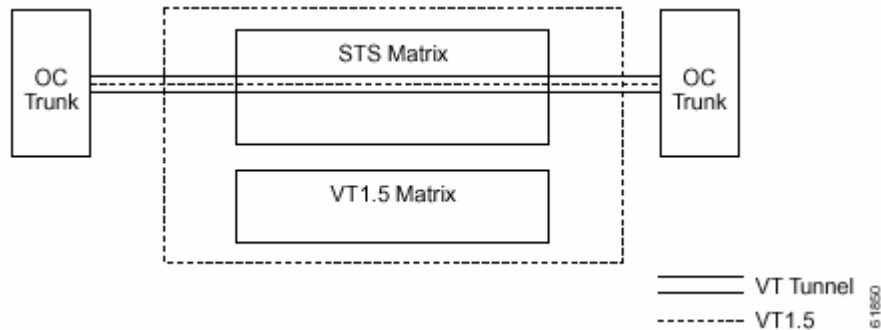 STS Matrix
OC
Trunk
OC
Trunk
VT1.5 Matrix
VT Tunnel
VT1.5
61850